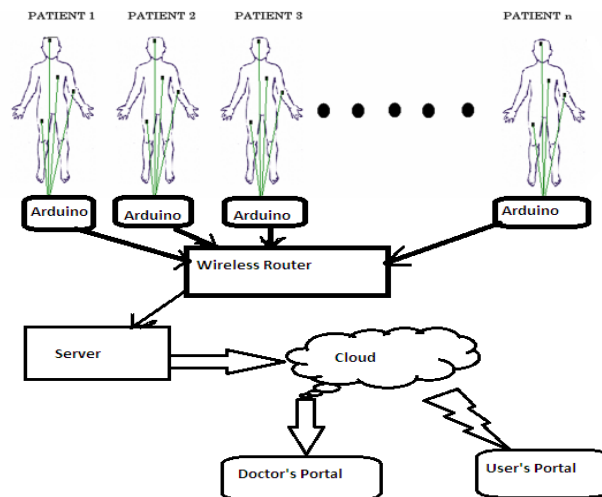 PATIENT 1
PATIENT 2
PATIENT 3
PATIENT n
Arduino
Arduino
Arduino
Arduino
Wireless Router
Server
Cloud
Doctor's Portal
User's Portal